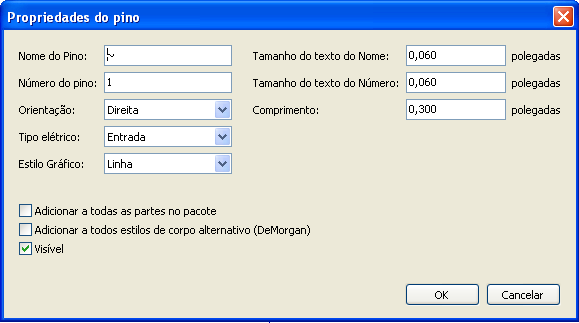 Propriedades do pino
Nome do Pino: ~ Tamanho do texto do Nome: 0,060 polegadas
Número do pino: 1 Tamanho do texto do Número: 0,060 polegadas
Orientação: Direita Comprimento: 0,300 polegadas
Tipo elétrico: Entrada
Estilo Gráfico: Linha
Adicionar a todas as partes no pacote
Adicionar a todos estilos de corpo alternativo (DeMorgan)
Visível
OK Cancelar